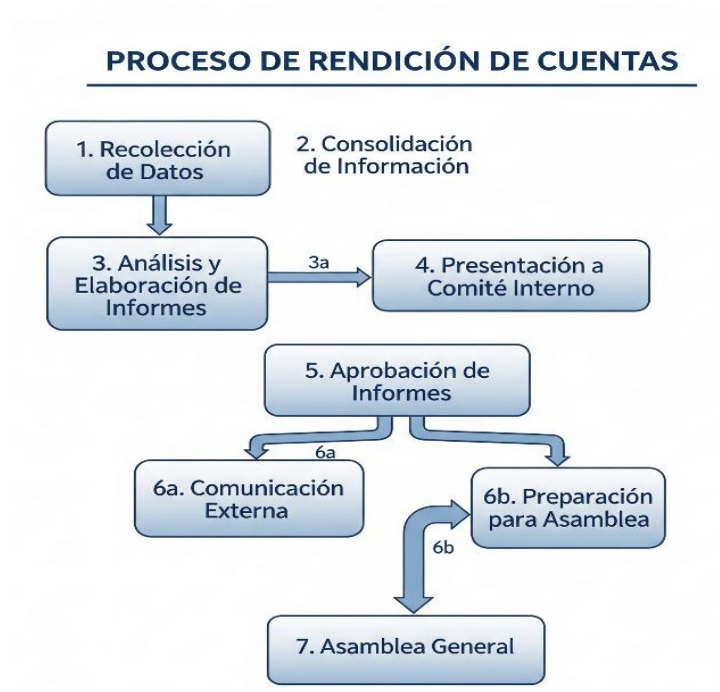 PROCESO DE RENDICIÓN DE CUENTAS
1. Recolección
de Datos
2. Consolidación
de Información
3. Análisis y
Elaboración de
Informes
3a
4. Presentación a
Comité Interno
5. Aprobación de
Informes
6a
6a. Comunicación
Externa
6b. Preparación
para Asamblea
6b
7. Asamblea General